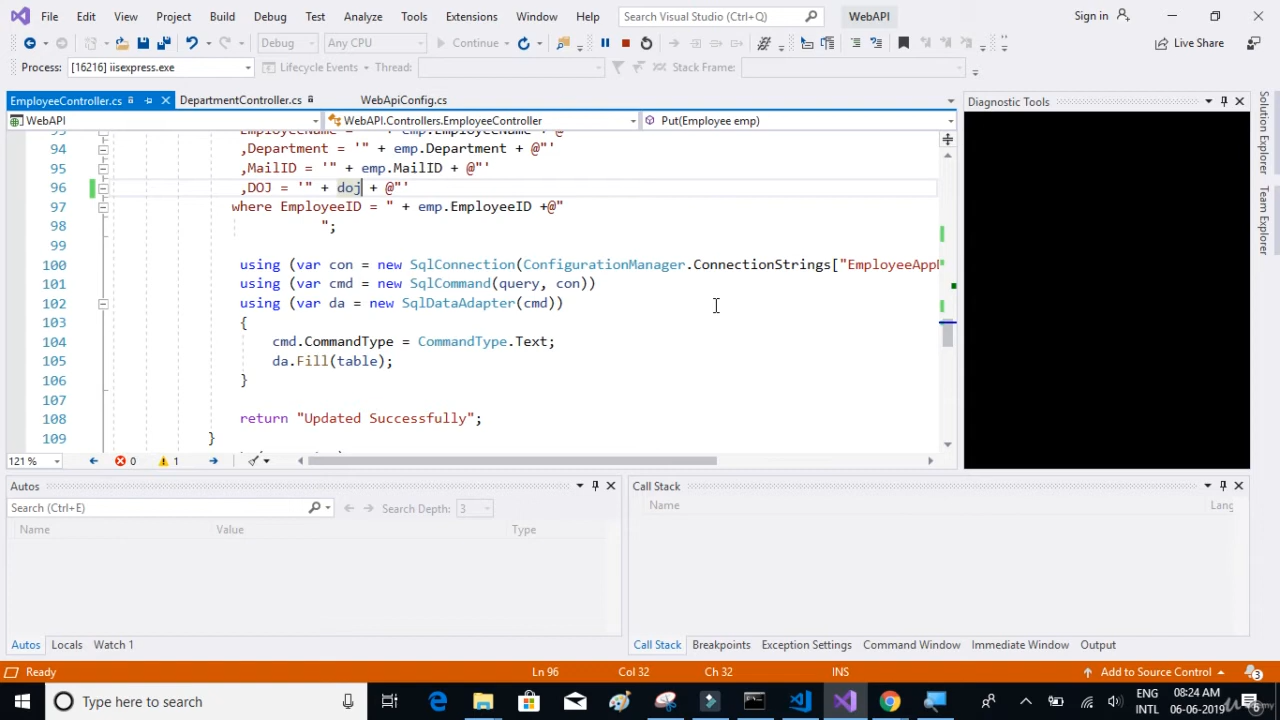 File Edit View Project Build Debug Test Analyze Tools Extensions Window Help Search Visual Studio (Ctrl+Q) WebAPI Sign in
Debug Any CPU Continue Live Share
Process: [16216] iisexpress.exe Lifecycle Events Thread: Stack Frame:
EmployeeController.cs DepartmentController.cs WebApiConfig.cs Diagnostic Tools
WebAPI WebAPI.Controllers.EmployeeController Put(Employee emp)
94 ,Department = '" + emp.Department + @"'
95 ,MailID = '" + emp.MailID + @"'
96 ,DOJ = '" + doj + @"'
97 where EmployeeID = " + emp.EmployeeID +@"
98 ";
99
100 using (var con = new SqlConnection(ConfigurationManager.ConnectionStrings["EmployeeApp
101 using (var cmd = new SqlCommand(query, con))
102 using (var da = new SqlDataAdapter(cmd))
103 {
104 cmd.CommandType = CommandType.Text;
105 da.Fill(table);
106 }
107
108 return "Updated Successfully";
109 }
121 % 0 1
Solution Explorer
Team Explorer
Autos Call Stack
Search (Ctrl+E) Search Depth: 3
Name Value Type
Name Lang
Autos Locals Watch 1 Call Stack Breakpoints Exception Settings Command Window Immediate Window Output
Ready Ln 96 Col 32 Ch 32 INS Add to Source Control 3
Type here to search ENG INTL 08:24 AM 06-06-2019